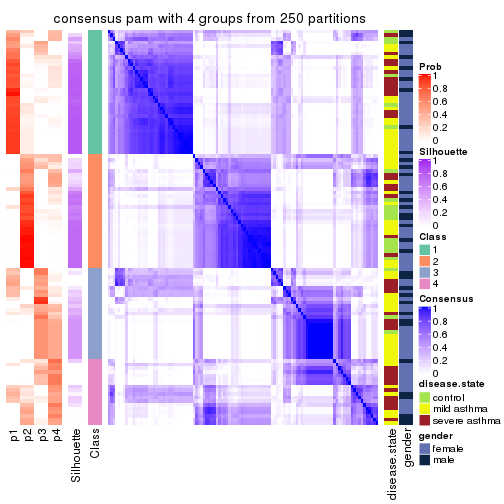 consensus pam with 4 groups from 250 partitions
Prob
1
0.8
0.6
0.4
0.2
0
Silhouette
1
0.8
0.6
0.4
0.2
0
Class
1
2
3
4
Consensus
1
0.8
0.6
0.4
0.2
0
disease.state
control
mild asthma
severe asthma
gender
female
male
p1
p2
p3
p4
Silhouette
Class
disease.state
gender